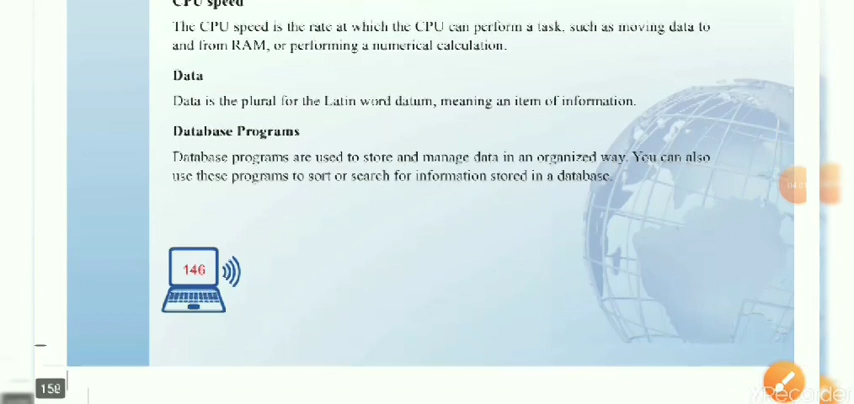 CPU speed
The CPU speed is the rate at which the CPU can perform a task, such as moving data to
and from RAM, or performing a numerical calculation.
Data
Data is the plural for the Latin word datum, meaning an item of information.
Database Programs
Database programs are used to store and manage data in an organized way. You can also
use these programs to sort or search for information stored in a database.
146
158
XRecorder